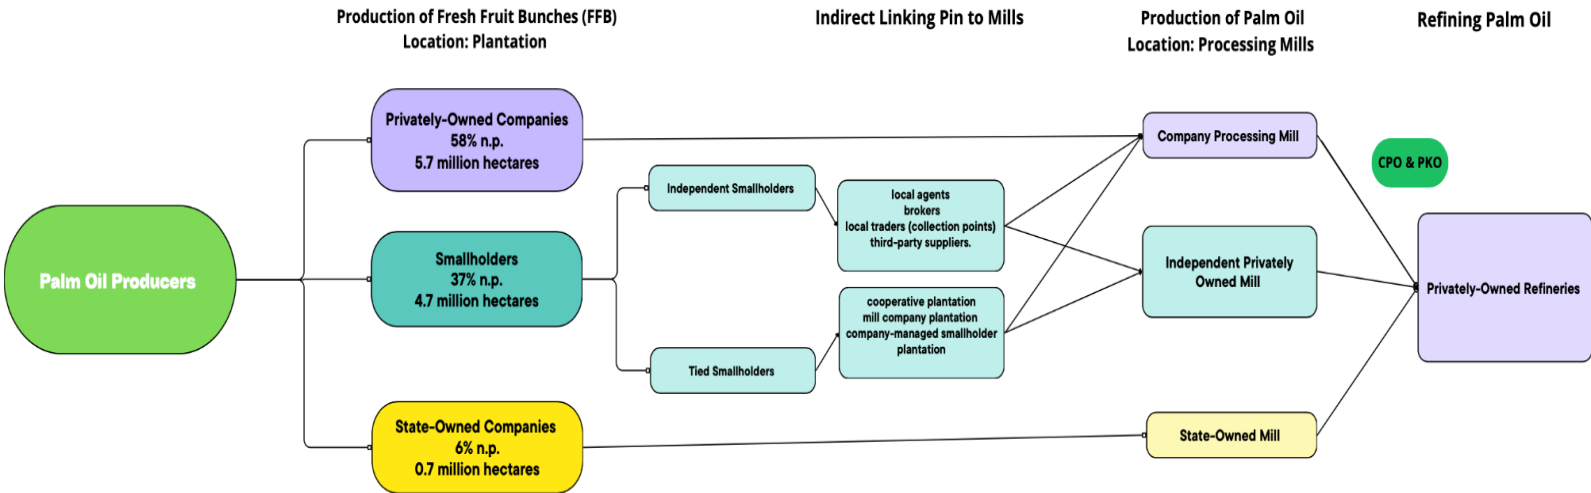 Production of Fresh Fruit Bunches (FFB)
Location: Plantation
Indirect Linking Pin to Mills
Production of Palm Oil
Location: Processing Mills
Refining Palm Oil
Palm Oil Producers
Privately-Owned Companies
58% n.p.
5.7 million hectares
Smallholders
37% n.p.
4.7 million hectares
State-Owned Companies
6% n.p.
0.7 million hectares
Independent Smallholders
Tied Smallholders
local agents
brokers
local traders (collection points)
third-party suppliers.
cooperative plantation
mill company plantation
company-managed smallholder
plantation
Company Processing Mill
Independent Privately
Owned Mill
State-Owned Mill
CPO & PKO
Privately-Owned Refineries